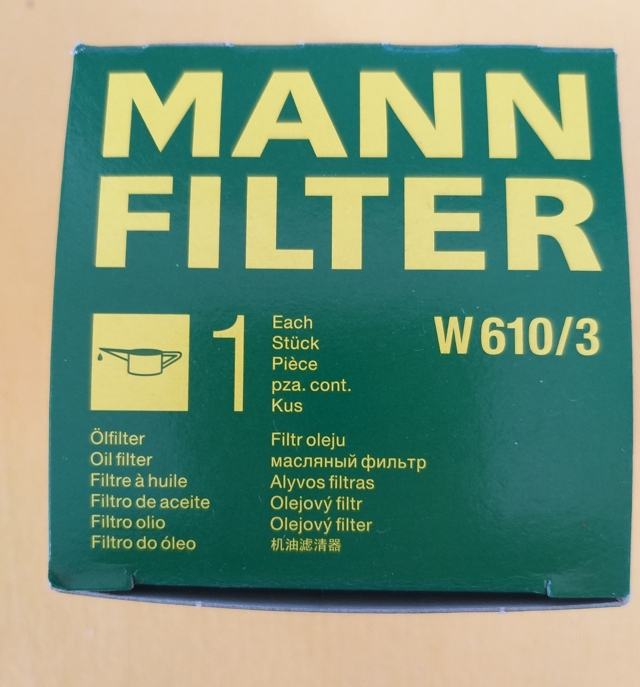 MANN
FILTER
1
Each
Stück
Pièce
pza. cont.
Kus
W 610/3
Ölfilter
Oil filter
Filtre à huile
Filtro de aceite
Filtro olio
Filtro do óleo
Filtr oleju
масляный фильтр
Alyvos filtras
Olejový filtr
Olejový filter
机油滤清器